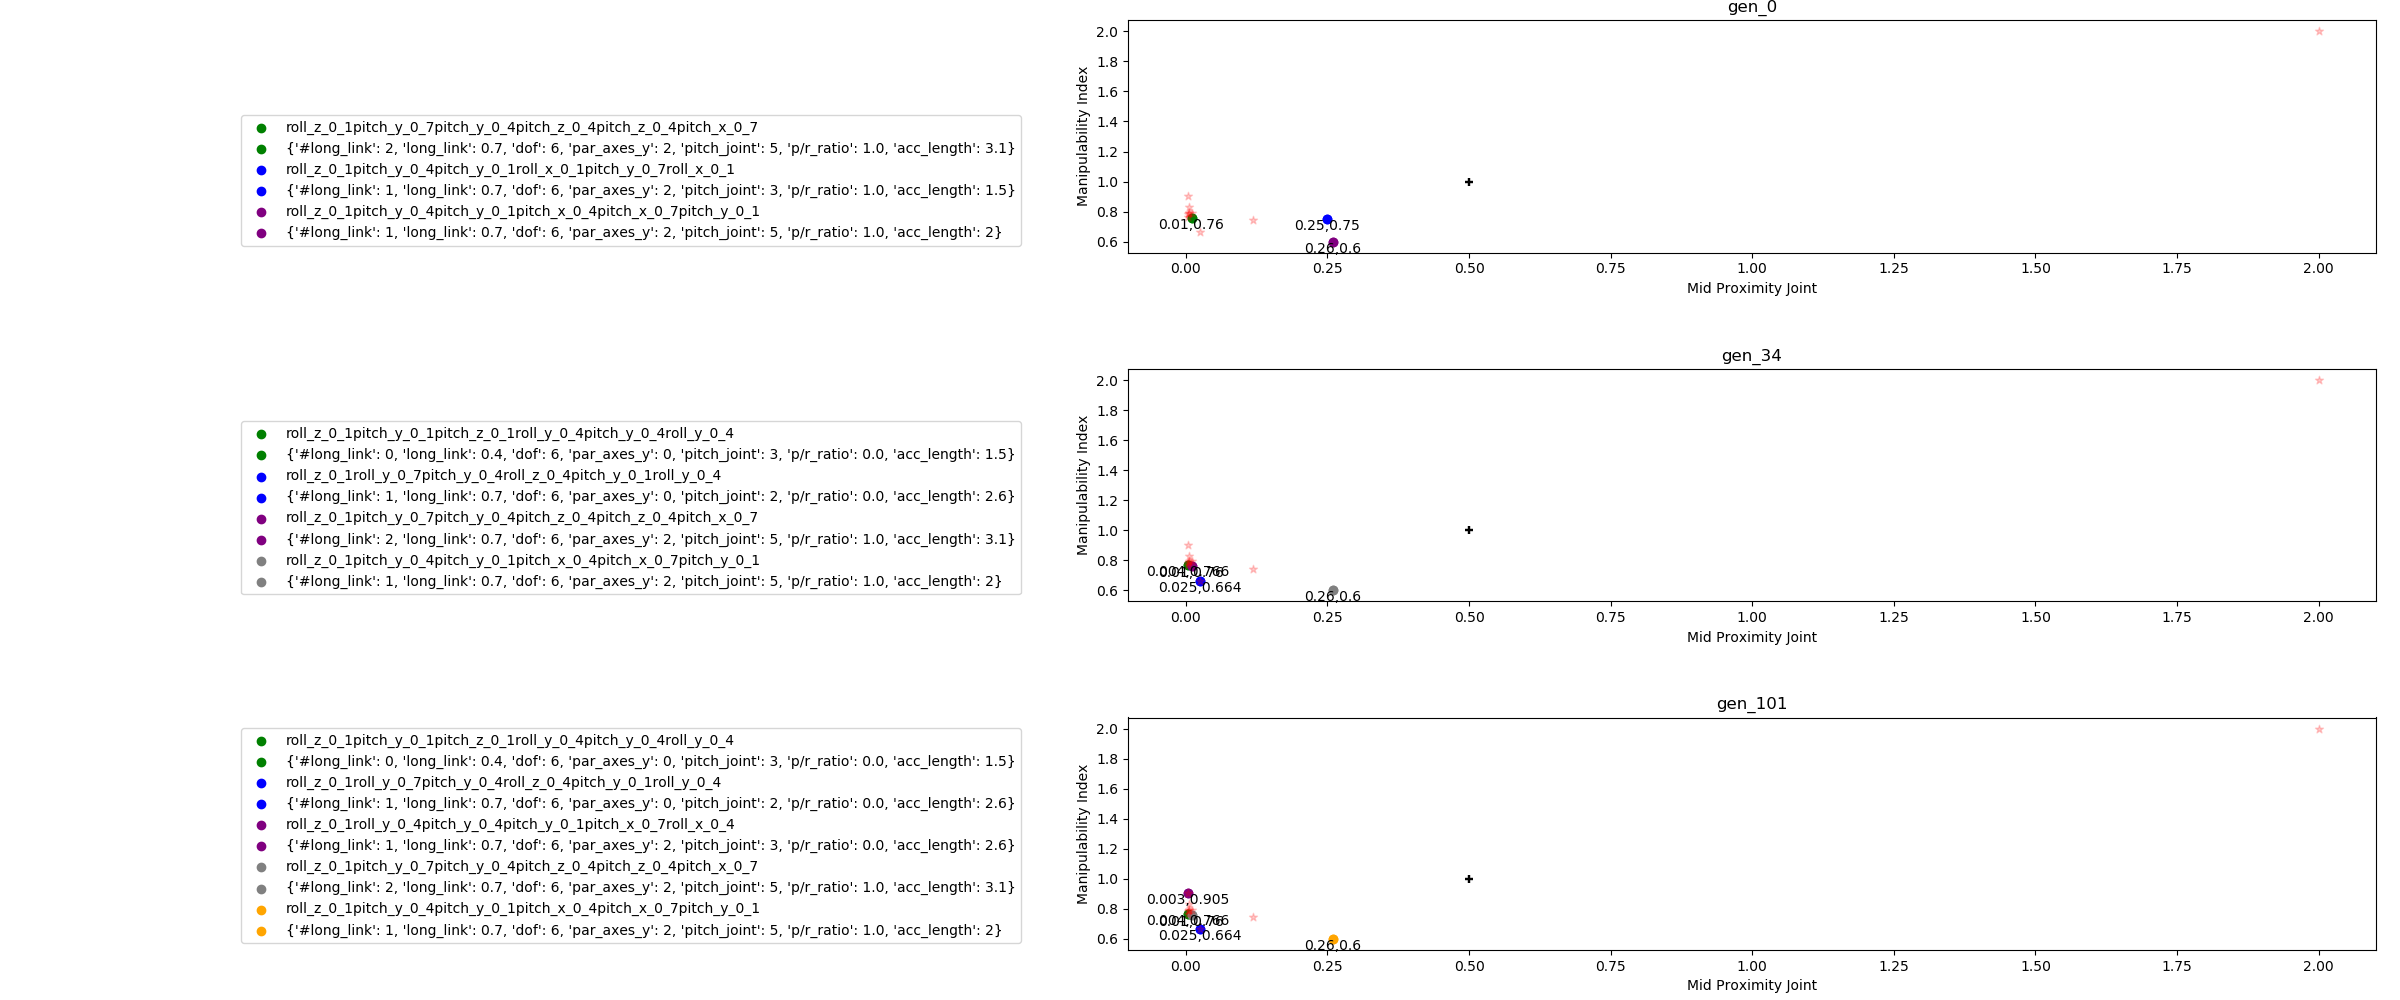 gen_0
roll_z_0_1pitch_y_0_7pitch_y_0_4pitch_z_0_4pitch_z_0_4pitch_x_0_7
{'#long_link': 2, 'long_link': 0.7, 'dof': 6, 'par_axes_y': 2, 'pitch_joint': 5, 'p/r_ratio': 1.0, 'acc_length': 3.1}
roll_z_0_1pitch_y_0_4pitch_y_0_1roll_x_0_1pitch_y_0_7roll_x_0_1
{'#long_link': 1, 'long_link': 0.7, 'dof': 6, 'par_axes_y': 2, 'pitch_joint': 3, 'p/r_ratio': 1.0, 'acc_length': 1.5}
roll_z_0_1pitch_y_0_4pitch_y_0_1pitch_x_0_4pitch_x_0_7pitch_y_0_1
{'#long_link': 1, 'long_link': 0.7, 'dof': 6, 'par_axes_y': 2, 'pitch_joint': 5, 'p/r_ratio': 1.0, 'acc_length': 2}
Manipulability Index
2.0
1.8
1.6
1.4
1.2
1.0
0.8
0.6
0.01,0.76
0.25,0.75
0.26,0.6
0.00 0.25 0.50 0.75 1.00 1.25 1.50 1.75 2.00
Mid Proximity Joint
gen_34
roll_z_0_1pitch_y_0_1pitch_z_0_1roll_y_0_4pitch_y_0_4roll_y_0_4
{'#long_link': 0, 'long_link': 0.4, 'dof': 6, 'par_axes_y': 0, 'pitch_joint': 3, 'p/r_ratio': 0.0, 'acc_length': 1.5}
roll_z_0_1roll_y_0_7pitch_y_0_4roll_z_0_4pitch_y_0_1roll_y_0_4
{'#long_link': 1, 'long_link': 0.7, 'dof': 6, 'par_axes_y': 0, 'pitch_joint': 2, 'p/r_ratio': 0.0, 'acc_length': 2.6}
roll_z_0_1pitch_y_0_7pitch_y_0_4pitch_z_0_4pitch_z_0_4pitch_x_0_7
{'#long_link': 2, 'long_link': 0.7, 'dof': 6, 'par_axes_y': 2, 'pitch_joint': 5, 'p/r_ratio': 1.0, 'acc_length': 3.1}
roll_z_0_1pitch_y_0_4pitch_y_0_1pitch_x_0_4pitch_x_0_7pitch_y_0_1
{'#long_link': 1, 'long_link': 0.7, 'dof': 6, 'par_axes_y': 2, 'pitch_joint': 5, 'p/r_ratio': 1.0, 'acc_length': 2}
Manipulability Index
2.0
1.8
1.6
1.4
1.2
1.0
0.8
0.6
0.004,0.766
0.01,0.76
0.025,0.664
0.26,0.6
0.00 0.25 0.50 0.75 1.00 1.25 1.50 1.75 2.00
Mid Proximity Joint
gen_101
roll_z_0_1pitch_y_0_1pitch_z_0_1roll_y_0_4pitch_y_0_4roll_y_0_4
{'#long_link': 0, 'long_link': 0.4, 'dof': 6, 'par_axes_y': 0, 'pitch_joint': 3, 'p/r_ratio': 0.0, 'acc_length': 1.5}
roll_z_0_1roll_y_0_7pitch_y_0_4roll_z_0_4pitch_y_0_1roll_y_0_4
{'#long_link': 1, 'long_link': 0.7, 'dof': 6, 'par_axes_y': 0, 'pitch_joint': 2, 'p/r_ratio': 0.0, 'acc_length': 2.6}
roll_z_0_1roll_y_0_4pitch_y_0_4pitch_y_0_1pitch_x_0_7roll_x_0_4
{'#long_link': 1, 'long_link': 0.7, 'dof': 6, 'par_axes_y': 2, 'pitch_joint': 3, 'p/r_ratio': 0.0, 'acc_length': 2.6}
roll_z_0_1pitch_y_0_7pitch_y_0_4pitch_z_0_4pitch_z_0_4pitch_x_0_7
{'#long_link': 2, 'long_link': 0.7, 'dof': 6, 'par_axes_y': 2, 'pitch_joint': 5, 'p/r_ratio': 1.0, 'acc_length': 3.1}
roll_z_0_1pitch_y_0_4pitch_y_0_1pitch_x_0_4pitch_x_0_7pitch_y_0_1
{'#long_link': 1, 'long_link': 0.7, 'dof': 6, 'par_axes_y': 2, 'pitch_joint': 5, 'p/r_ratio': 1.0, 'acc_length': 2}
Manipulability Index
2.0
1.8
1.6
1.4
1.2
1.0
0.8
0.6
0.003,0.905
0.004,0.766
0.01,0.76
0.025,0.664
0.26,0.6
0.00 0.25 0.50 0.75 1.00 1.25 1.50 1.75 2.00
Mid Proximity Joint